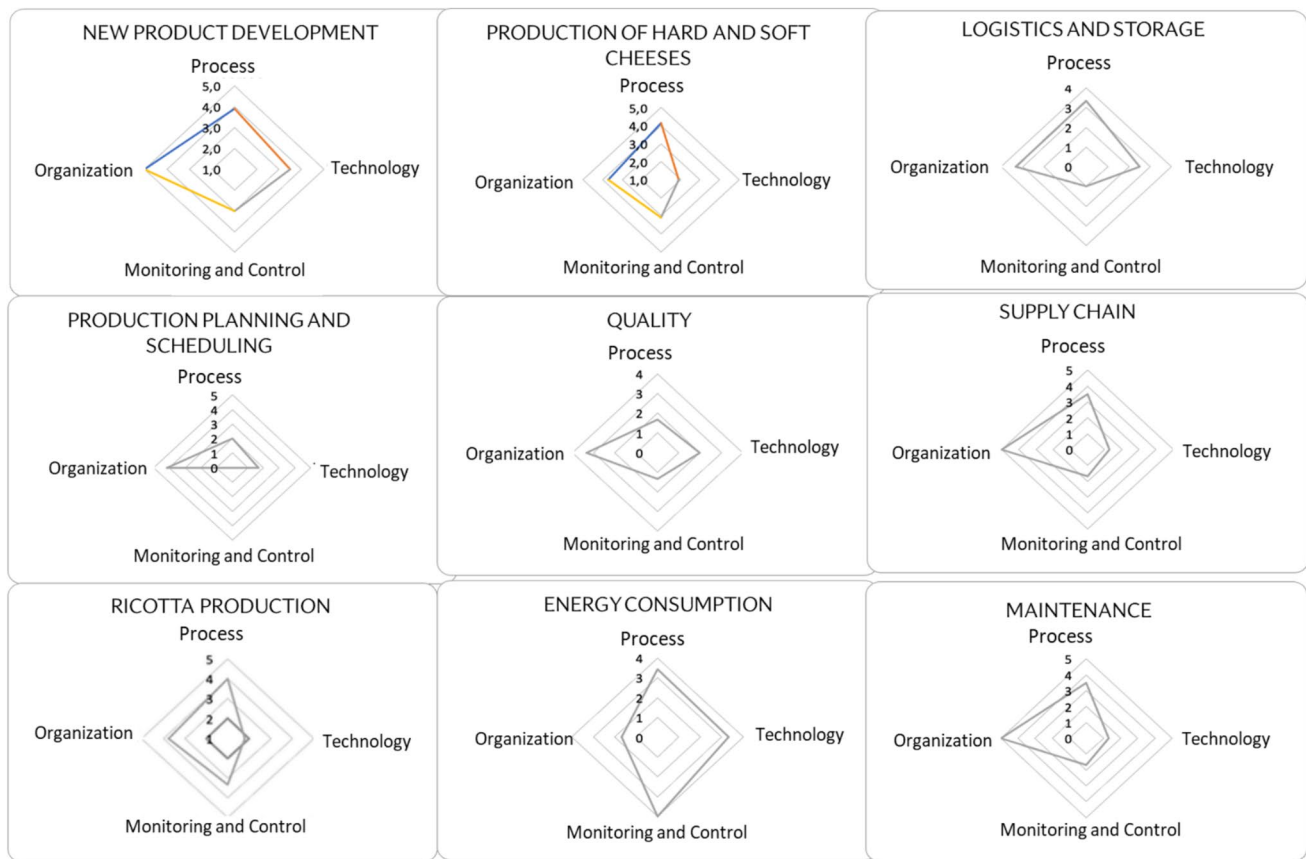 NEW PRODUCT DEVELOPMENT
Process
5,0
4,0
3,0
2,0
1,0
Organization
Technology
Monitoring and Control
PRODUCTION OF HARD AND SOFT
CHEESES
Process
5,0
4,0
3,0
2,0
1,0
Organization
Technology
Monitoring and Control
LOGISTICS AND STORAGE
Process
4
3
2
1
0
Organization
Technology
Monitoring and Control
PRODUCTION PLANNING AND
SCHEDULING
Process
5
4
3
2
1
0
Organization
Technology
Monitoring and Control
QUALITY
Process
4
3
2
1
0
Organization
Technology
Monitoring and Control
SUPPLY CHAIN
Process
5
4
3
2
1
0
Organization
Technology
Monitoring and Control
RICOTTA PRODUCTION
Process
5
4
3
2
1
Organization
Technology
Monitoring and Control
ENERGY CONSUMPTION
Process
4
3
2
1
0
Organization
Technology
Monitoring and Control
MAINTENANCE
Process
5
4
3
2
1
0
Organization
Technology
Monitoring and Control